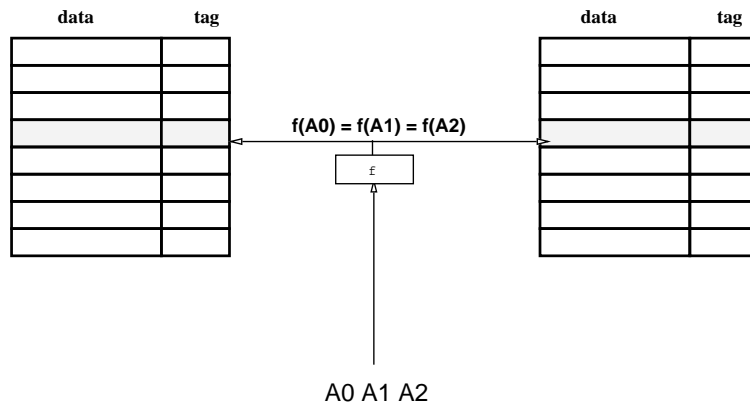 data tag data tag
f(A0) = f(A1) = f(A2)
f
A0 A1 A2